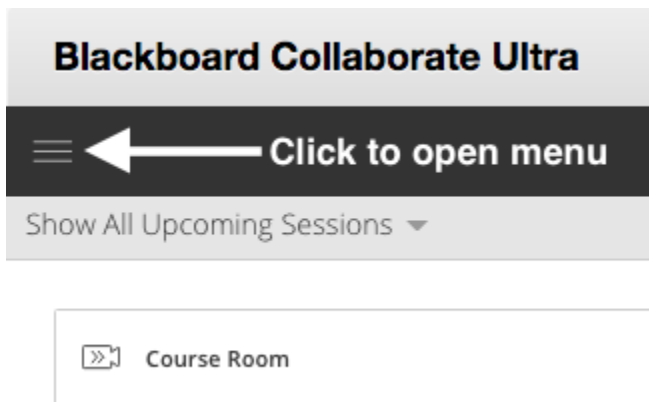 Blackboard Collaborate Ultra
Click to open menu
Show All Upcoming Sessions
Course Room